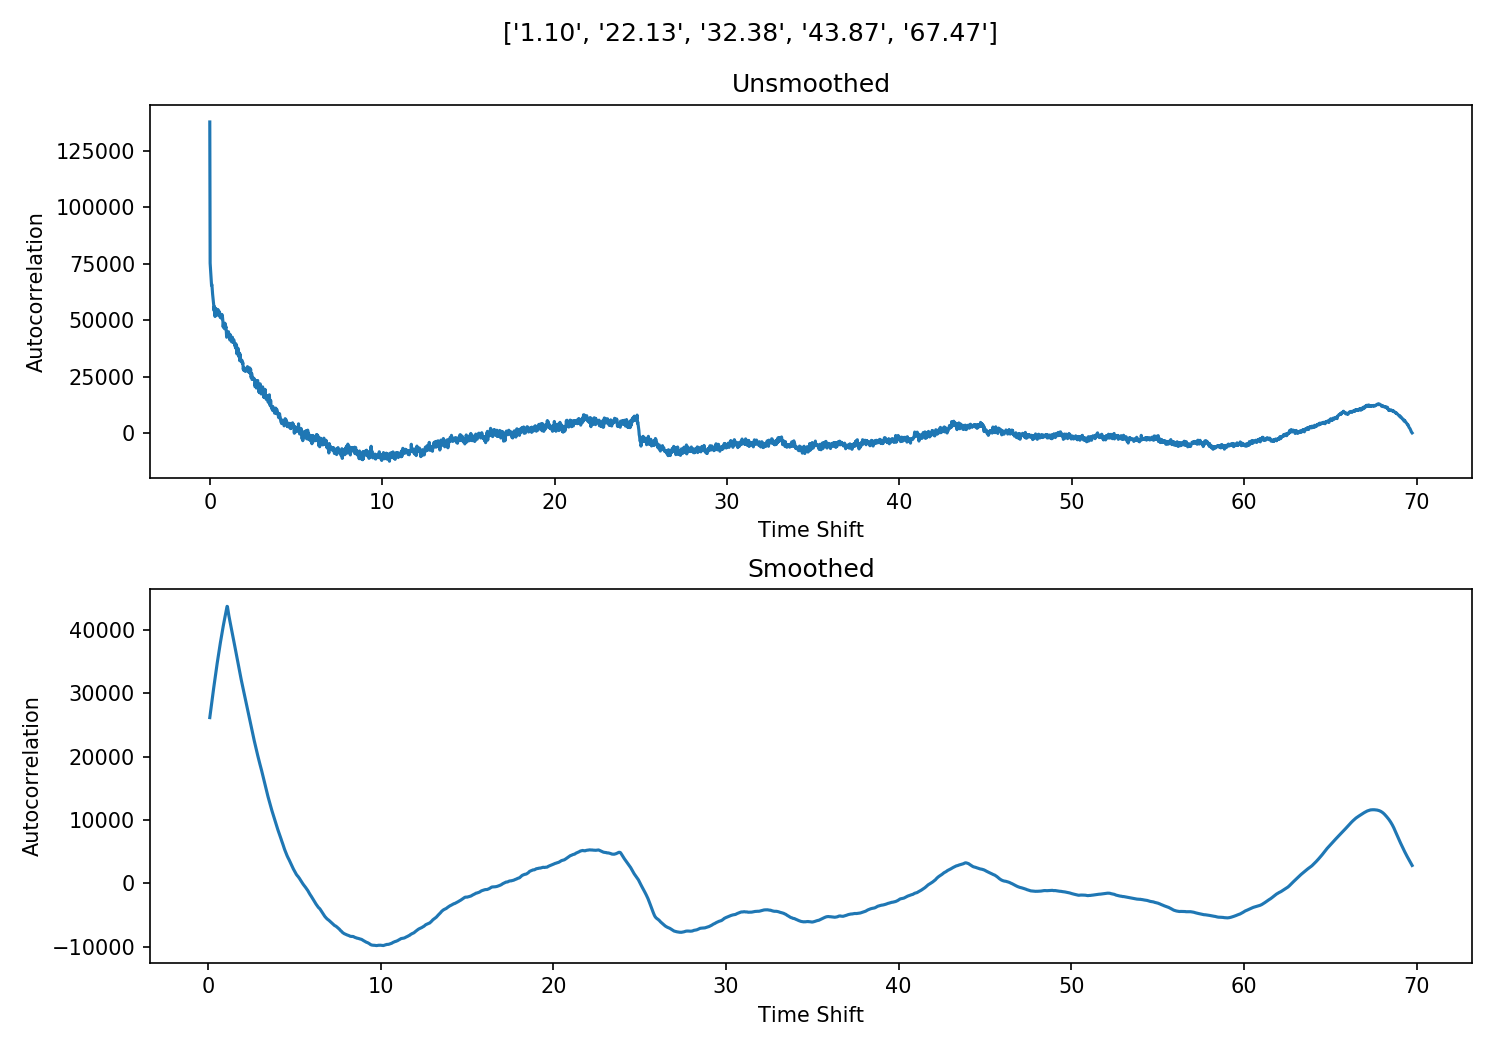 ['1.10', '22.13', '32.38', '43.87', '67.47']
Unsmoothed
125000
100000
75000
50000
25000
0
Autocorrelation
0 10 20 30 40 50 60 70
Time Shift
Smoothed
40000
30000
20000
10000
0
−10000
Autocorrelation
0 10 20 30 40 50 60 70
Time Shift